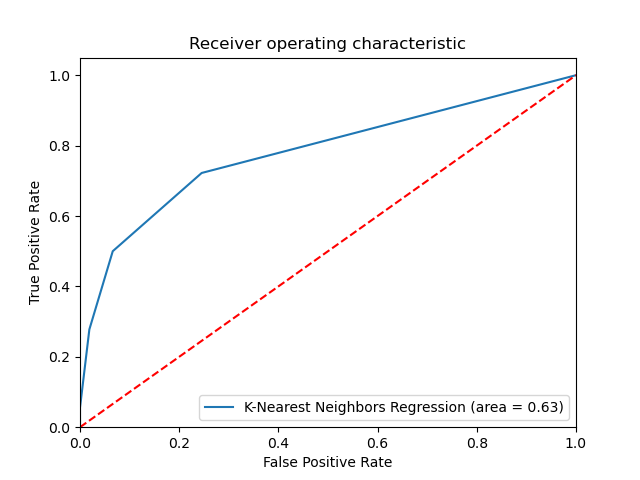 Receiver operating characteristic
True Positive Rate
1.0
0.8
0.6
0.4
0.2
0.0
K-Nearest Neighbors Regression (area = 0.63)
0.0 0.2 0.4 0.6 0.8 1.0
False Positive Rate